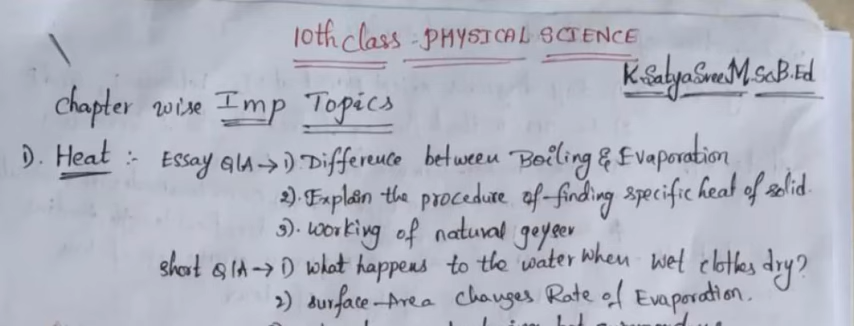 10th class - PHYSICAL SCIENCE
K. Satya Sree M.Sc B.Ed
Chapter wise Imp Topics
1). Heat :- Essay Q/A → 1) Difference between Boiling & Evaporation
2). Explain the procedure of finding specific heat of solid.
3). Working of natural geyser
Short Q/A → 1) What happens to the water when wet clothes dry?
2) Surface-Area changes Rate of Evaporation.